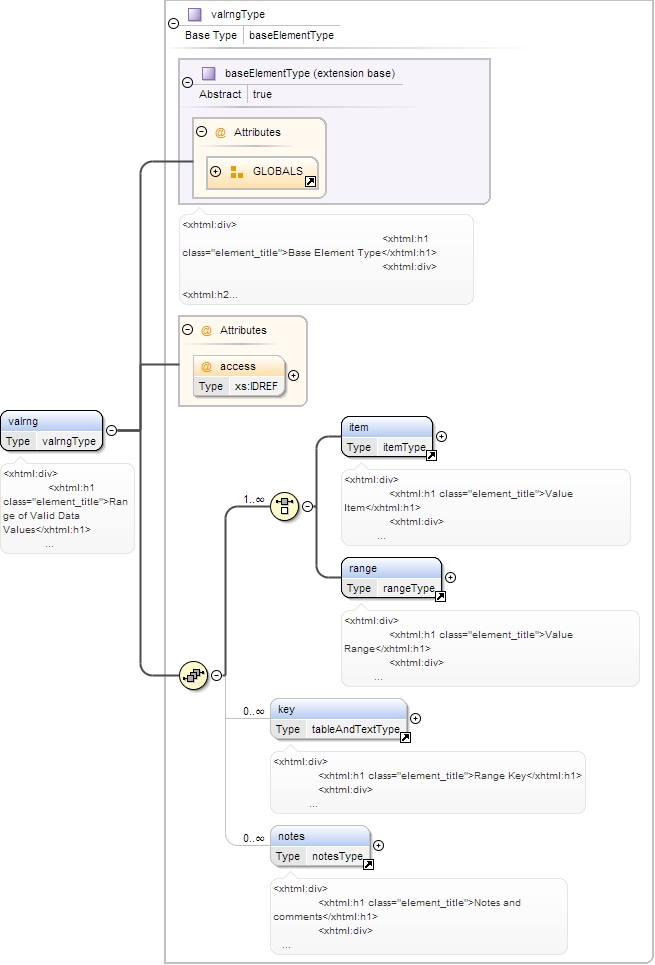 valrngType
Base Type baseElementType
baseElementType (extension base)
Abstract true
@ Attributes
GLOBALS
<xhtml:div>
<xhtml:h1
class="element_title">Base Element Type</xhtml:h1>
<xhtml:div>
<xhtml:h2...
@ Attributes
@ access
Type xs:IDREF
valrng
Type valrngType
<xhtml:div>
<xhtml:h1
class="element_title">Ran
ge of Valid Data
Values</xhtml:h1>
...
1..∞
item
Type itemType
<xhtml:div>
<xhtml:h1 class="element_title">Value
Item</xhtml:h1>
<xhtml:div>
...
range
Type rangeType
<xhtml:div>
<xhtml:h1 class="element_title">Value
Range</xhtml:h1>
<xhtml:div>
...
0..∞
key
Type tableAndTextType
<xhtml:div>
<xhtml:h1 class="element_title">Range Key</xhtml:h1>
<xhtml:div>
...
0..∞
notes
Type notesType
<xhtml:div>
<xhtml:h1 class="element_title">Notes and
comments</xhtml:h1>
<xhtml:div>
...